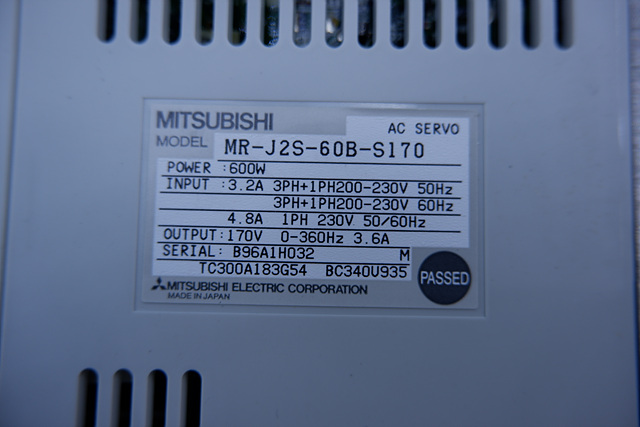 MITSUBISHI
AC SERVO
MODEL MR-J2S-60B-S170
POWER :600W
INPUT :3.2A 3PH+1PH200-230V 50Hz
3PH+1PH200-230V 60Hz
4.8A 1PH 230V 50/60Hz
OUTPUT:170V 0-360Hz 3.6A
SERIAL: B96A1H032 M
TC300A183G54 BC340U935
PASSED
MITSUBISHI ELECTRIC CORPORATION
MADE IN JAPAN